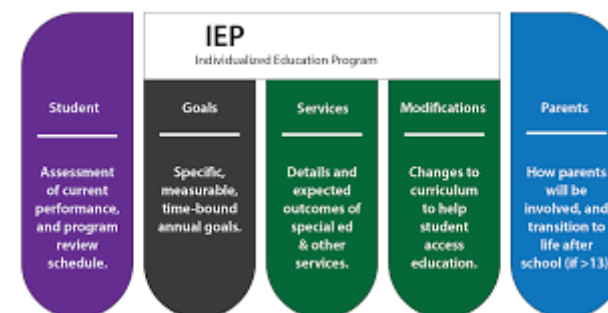 IEP
Individualized Education Program
Student
Assessment
of current
performance,
and program
review
schedule.
Goals
Specific,
measurable,
time-bound
annual goals.
Services
Details and
expected
outcomes of
special ed
& other
services.
Modifications
Changes to
curriculum
to help
student
access
education.
Parents
How parents
will be
involved, and
transition to
life after
school (if >13)